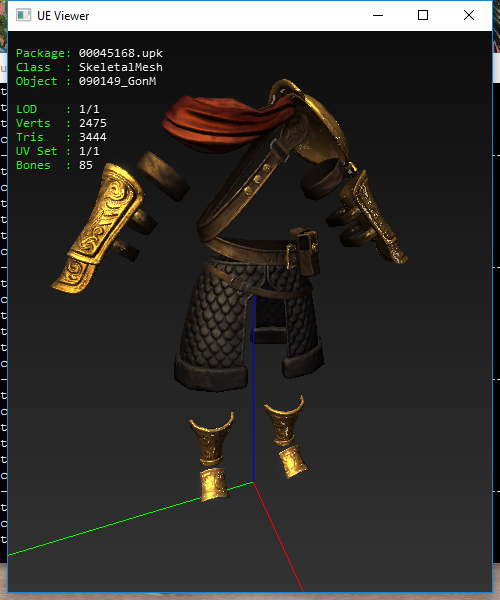 UE Viewer
Package: 00045168.upk
Class : SkeletalMesh
Object : 090149_GonM
LOD : 1/1
Verts : 2475
Tris : 3444
UV Set : 1/1
Bones : 85